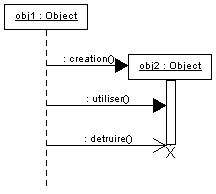 obj1 : Object
: creation()
obj2 : Object
: utiliser()
: detruire()
X